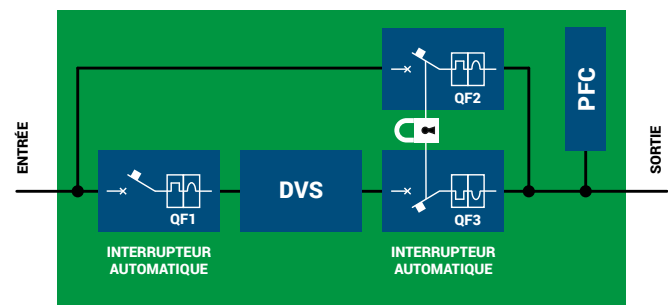 QF2
PFC
ENTRÉE
SORTIE
QF1
DVS
QF3
INTERRUPTEUR
AUTOMATIQUE
INTERRUPTEUR
AUTOMATIQUE